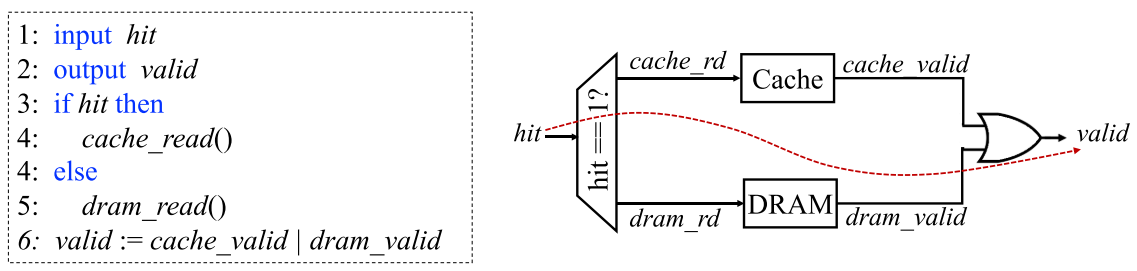 1: input hit
2: output valid
3: if hit then
4: cache_read()
4: else
5: dram_read()
6: valid := cache_valid | dram_valid
hit
hit == 1?
cache_rd
Cache
cache_valid
dram_rd
DRAM
dram_valid
valid